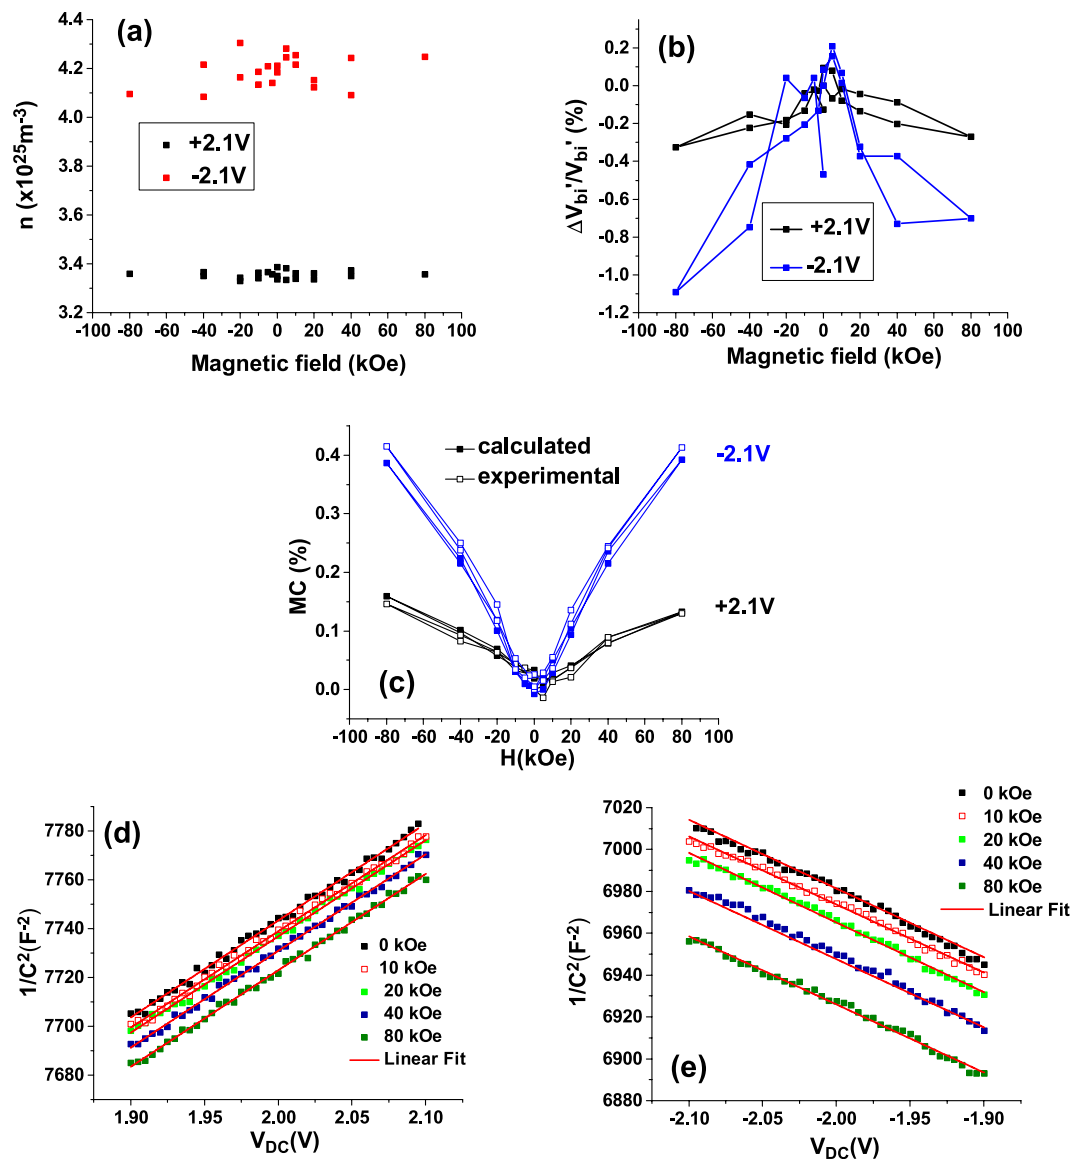 (a)
n (x10²⁵m⁻³)
4.4
4.2
4.0
3.8
3.6
3.4
3.2
+2.1V
-2.1V
-100 -80 -60 -40 -20 0 20 40 60 80 100
Magnetic field (kOe)
(b)
ΔV_bi'/V_bi' (%)
0.2
0.0
-0.2
-0.4
-0.6
-0.8
-1.0
-1.2
+2.1V
-2.1V
-100 -80 -60 -40 -20 0 20 40 60 80 100
Magnetic field (kOe)
MC (%)
0.4
0.3
0.2
0.1
0.0
calculated
experimental
-2.1V
+2.1V
(c)
-100 -80 -60 -40 -20 0 20 40 60 80 100
H(kOe)
(d)
1/C²(F⁻²)
7780
7760
7740
7720
7700
7680
0 kOe
10 kOe
20 kOe
40 kOe
80 kOe
Linear Fit
1.90 1.95 2.00 2.05 2.10
V_DC(V)
1/C²(F⁻²)
7020
7000
6980
6960
6940
6920
6900
6880
0 kOe
10 kOe
20 kOe
40 kOe
80 kOe
Linear Fit
(e)
-2.10 -2.05 -2.00 -1.95 -1.90
V_DC(V)